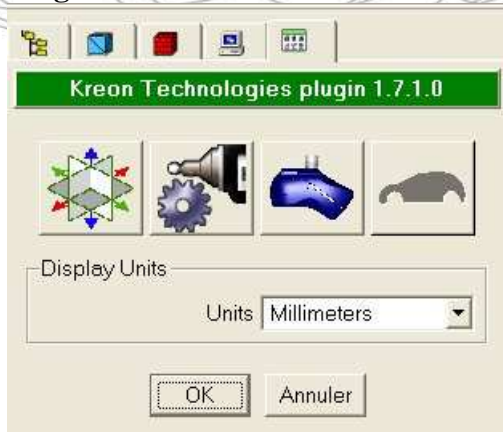 Kreon Technologies plugin 1.7.1.0
Display Units
Units Millimeters
OK Annuler